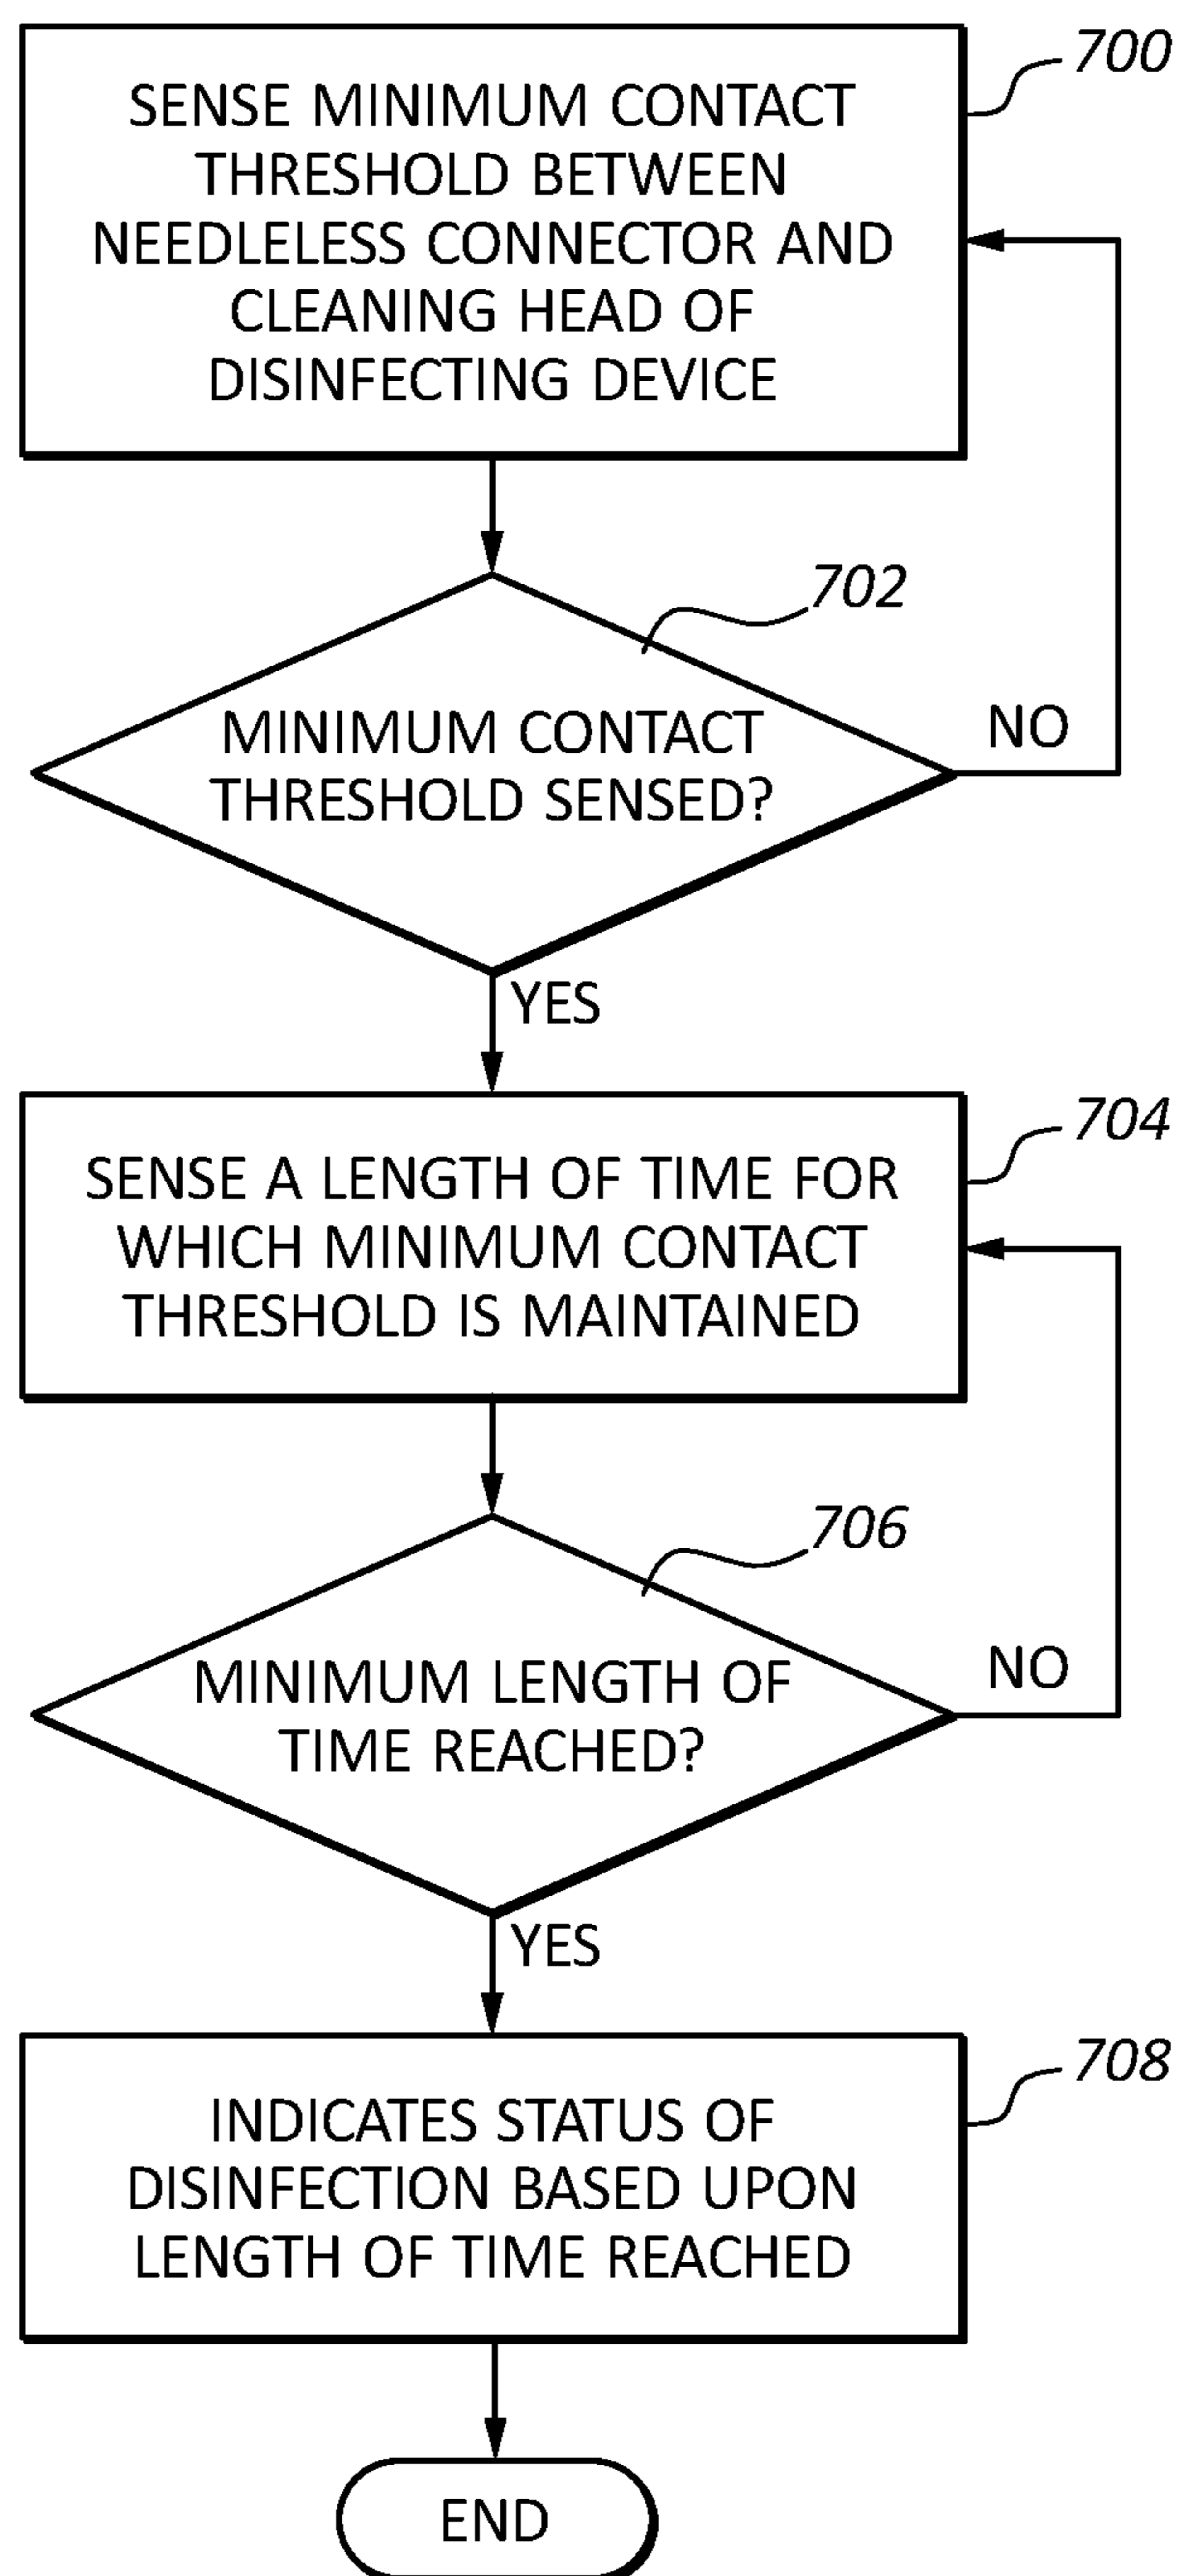 700
SENSE MINIMUM CONTACT
THRESHOLD BETWEEN
NEEDLELESS CONNECTOR AND
CLEANING HEAD OF
DISINFECTING DEVICE
702
MINIMUM CONTACT
THRESHOLD SENSED?
NO
YES
704
SENSE A LENGTH OF TIME FOR
WHICH MINIMUM CONTACT
THRESHOLD IS MAINTAINED
706
MINIMUM LENGTH OF
TIME REACHED?
NO
YES
708
INDICATES STATUS OF
DISINFECTION BASED UPON
LENGTH OF TIME REACHED
END